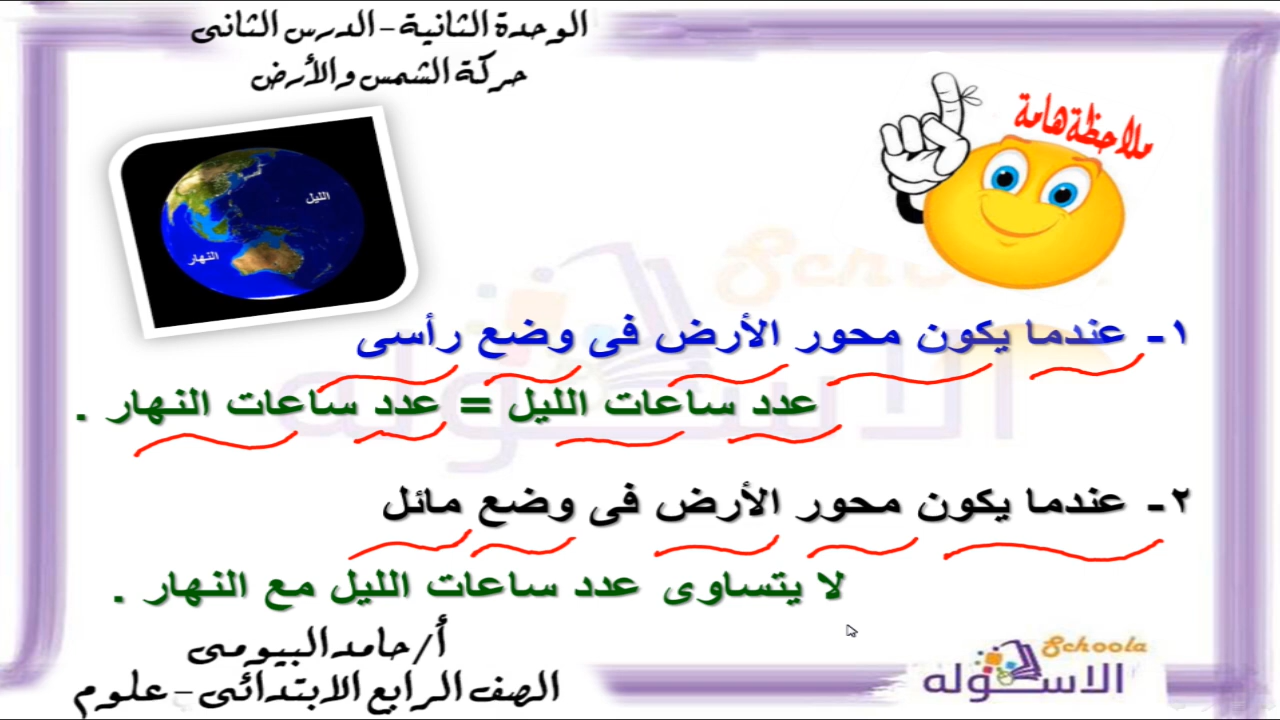 الوحدة الثانية - الدرس الثانى
حركة الشمس والأرض
ملاحظة هامة
الليل
النهار
١- عندما يكون محور الأرض فى وضع رأسى
عدد ساعات الليل = عدد ساعات النهار .
٢- عندما يكون محور الأرض فى وضع مائل
لا يتساوى عدد ساعات الليل مع النهار .
أ/ حامد البيومى
الصف الرابع الابتدائى - علوم
Schoola
الاسكوله